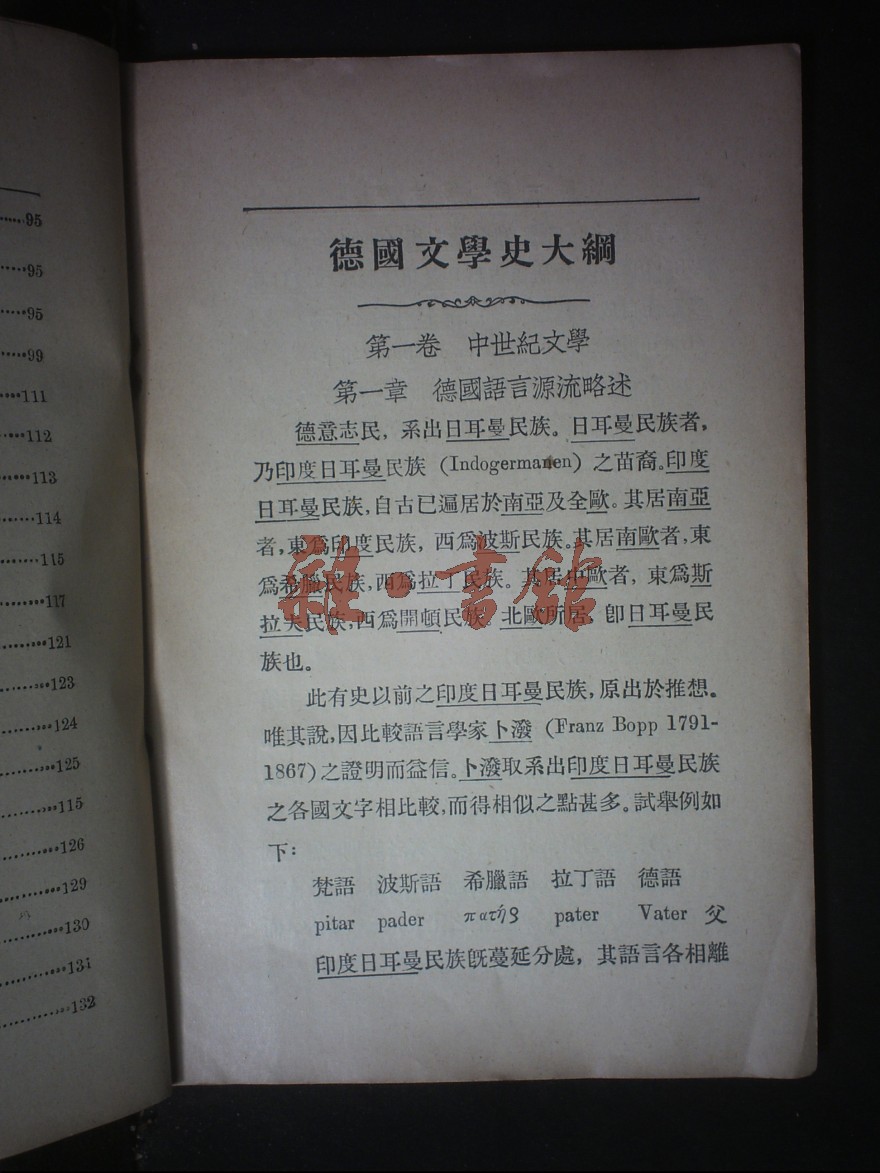 ……95
……95
……95
……99
……111
……112
……113
……114
……115
……117
……121
……123
……124
……125
……115
……126
……129
……130
……131
……132
德國文學史大綱
第一卷 中世紀文學
第一章 德國語言源流略述
德意志民，系出日耳曼民族。日耳曼民族者，
乃印度日耳曼民族 (Indogermanen) 之苗裔。印度
日耳曼民族，自古已遍居於南亞及全歐。其居南亞
者，東爲印度民族，西爲波斯民族。其居南歐者，東
爲希臘民族，西爲拉丁民族。其居中歐者，東爲斯
拉夫民族，西爲開頓民族。北歐所居，卽日耳曼民
族也。
此有史以前之印度日耳曼民族，原出於推想。
唯其說，因比較語言學家卜潑 (Franz Bopp 1791-
1867) 之證明而益信。卜潑取系出印度日耳曼民族
之各國文字相比較，而得相似之點甚多。試舉例如
下：
梵語 波斯語 希臘語 拉丁語 德語
pitar pader πατήρ pater Vater 父
印度日耳曼民族旣蔓延分處，其語言各相離
雜·書館